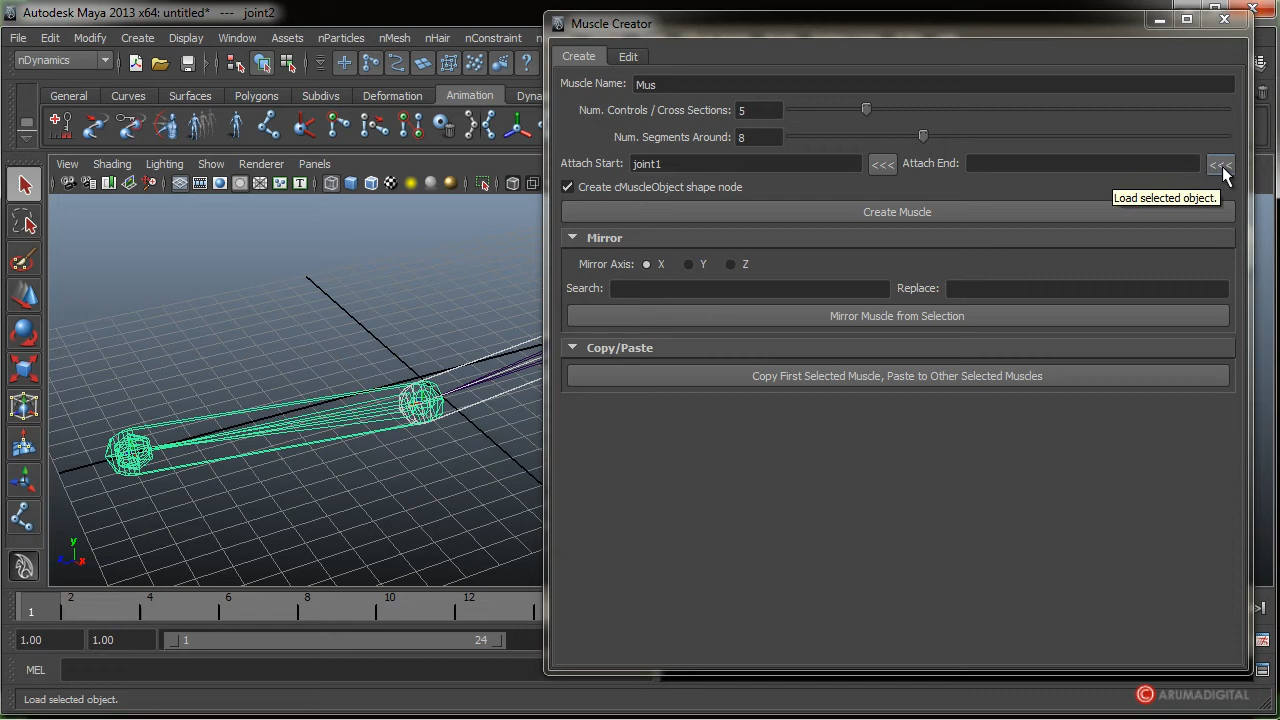 Autodesk Maya 2013 x64: untitled* --- joint2
File Edit Modify Create Display Window Assets nParticles nMesh nHair nConstraint
nDynamics
General Curves Surfaces Polygons Subdivs Deformation Animation Dyna
View Shading Lighting Show Renderer Panels
y
x
2 4 6 8 10 12
1
1.00 1.00 1 24
MEL
Load selected object.
Muscle Creator
Create Edit
Muscle Name: Mus
Num. Controls / Cross Sections: 5
Num. Segments Around: 8
Attach Start: joint1 <<< Attach End: <<<
Create cMuscleObject shape node
Load selected object.
Create Muscle
Mirror
Mirror Axis: X Y Z
Search: Replace:
Mirror Muscle from Selection
Copy/Paste
Copy First Selected Muscle, Paste to Other Selected Muscles
© ARUMADIGITAL